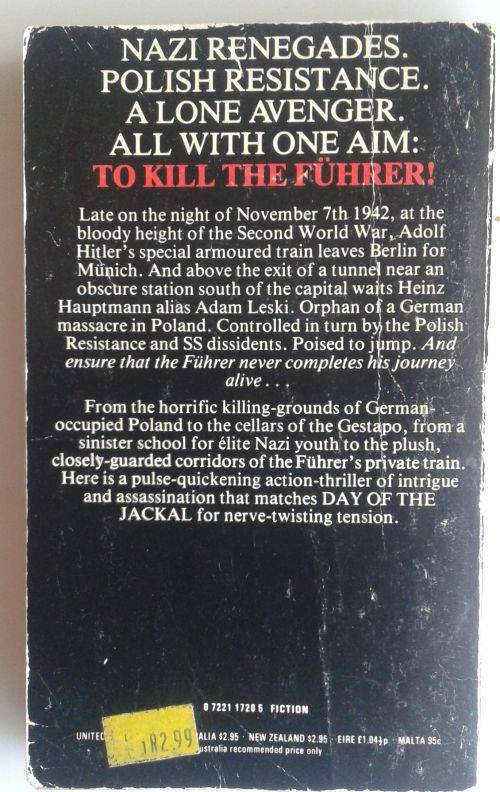 NAZI RENEGADES.
POLISH RESISTANCE.
A LONE AVENGER.
ALL WITH ONE AIM:
TO KILL THE FÜHRER!
Late on the night of November 7th 1942, at the
bloody height of the Second World War, Adolf
Hitler's special armoured train leaves Berlin for
Münich. And above the exit of a tunnel near an
obscure station south of the capital waits Heinz
Hauptmann alias Adam Leski. Orphan of a German
massacre in Poland. Controlled in turn by the Polish
Resistance and SS dissidents. Poised to jump. And
ensure that the Führer never completes his journey
alive . . .
From the horrific killing-grounds of German-
occupied Poland to the cellars of the Gestapo, from a
sinister school for élite Nazi youth to the plush,
closely-guarded corridors of the Führer's private train.
Here is a pulse-quickening action-thriller of intrigue
and assassination that matches DAY OF THE
JACKAL for nerve-twisting tension.
0 7221 1720 5 FICTION
UNITED ALIA $2.95 · NEW ZEALAND $2.95 · EIRE £1.04½p · MALTA 95c
ustralia recommended price only